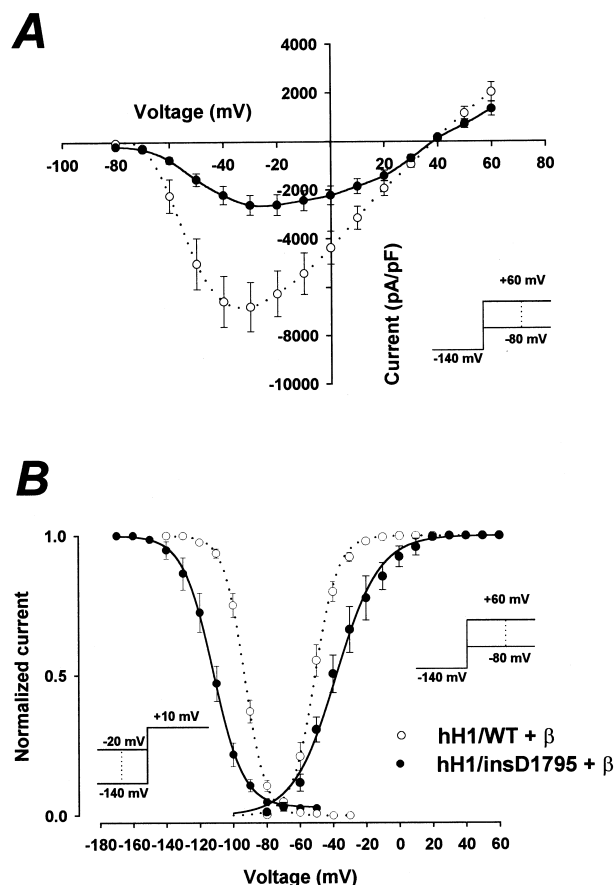 A
4000
2000
Voltage (mV)
-100 -80 -60 -40 -20 20 40 60 80
-2000
-4000
-6000
-8000
-10000
Current (pA/pF)
+60 mV
-80 mV
-140 mV
B
1.0
0.5
0.0
Normalized current
+60 mV
-80 mV
-140 mV
+10 mV
-20 mV
-140 mV
hH1/WT + β
hH1/insD1795 + β
-180 -160 -140 -120 -100 -80 -60 -40 -20 0 20 40 60
Voltage (mV)